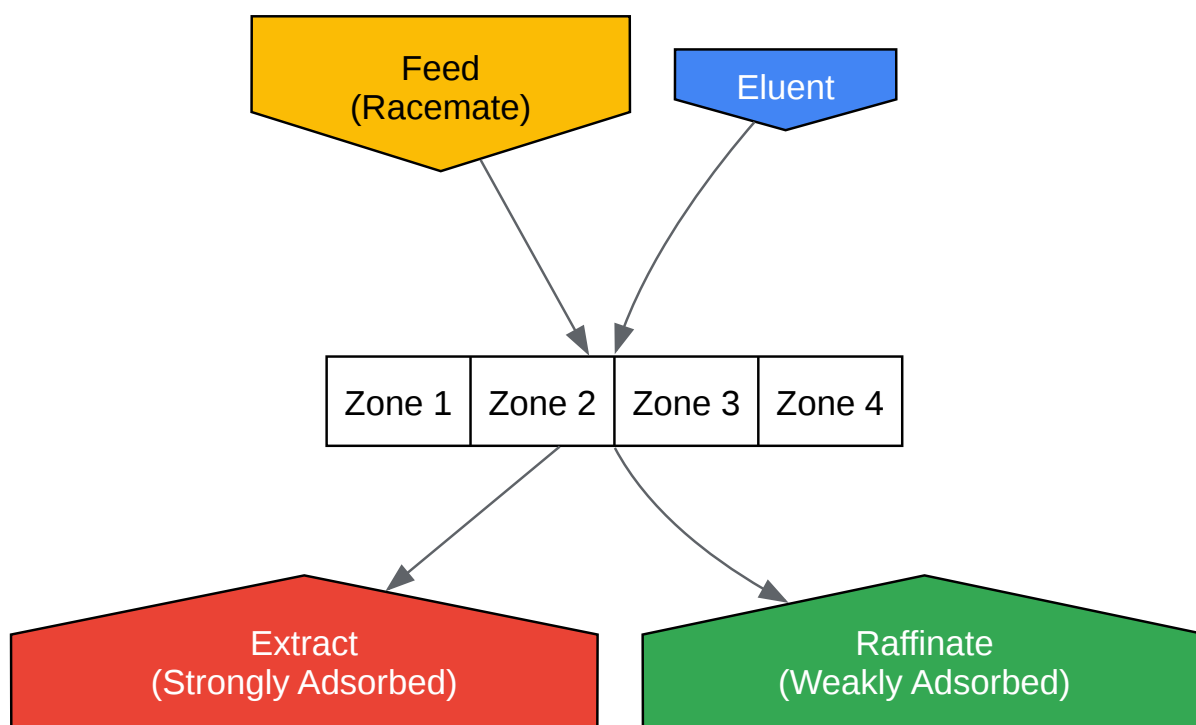 Feed
(Racemate)
Eluent
Zone 1
Zone 2
Zone 3
Zone 4
Extract
(Strongly Adsorbed)
Raffinate
(Weakly Adsorbed)